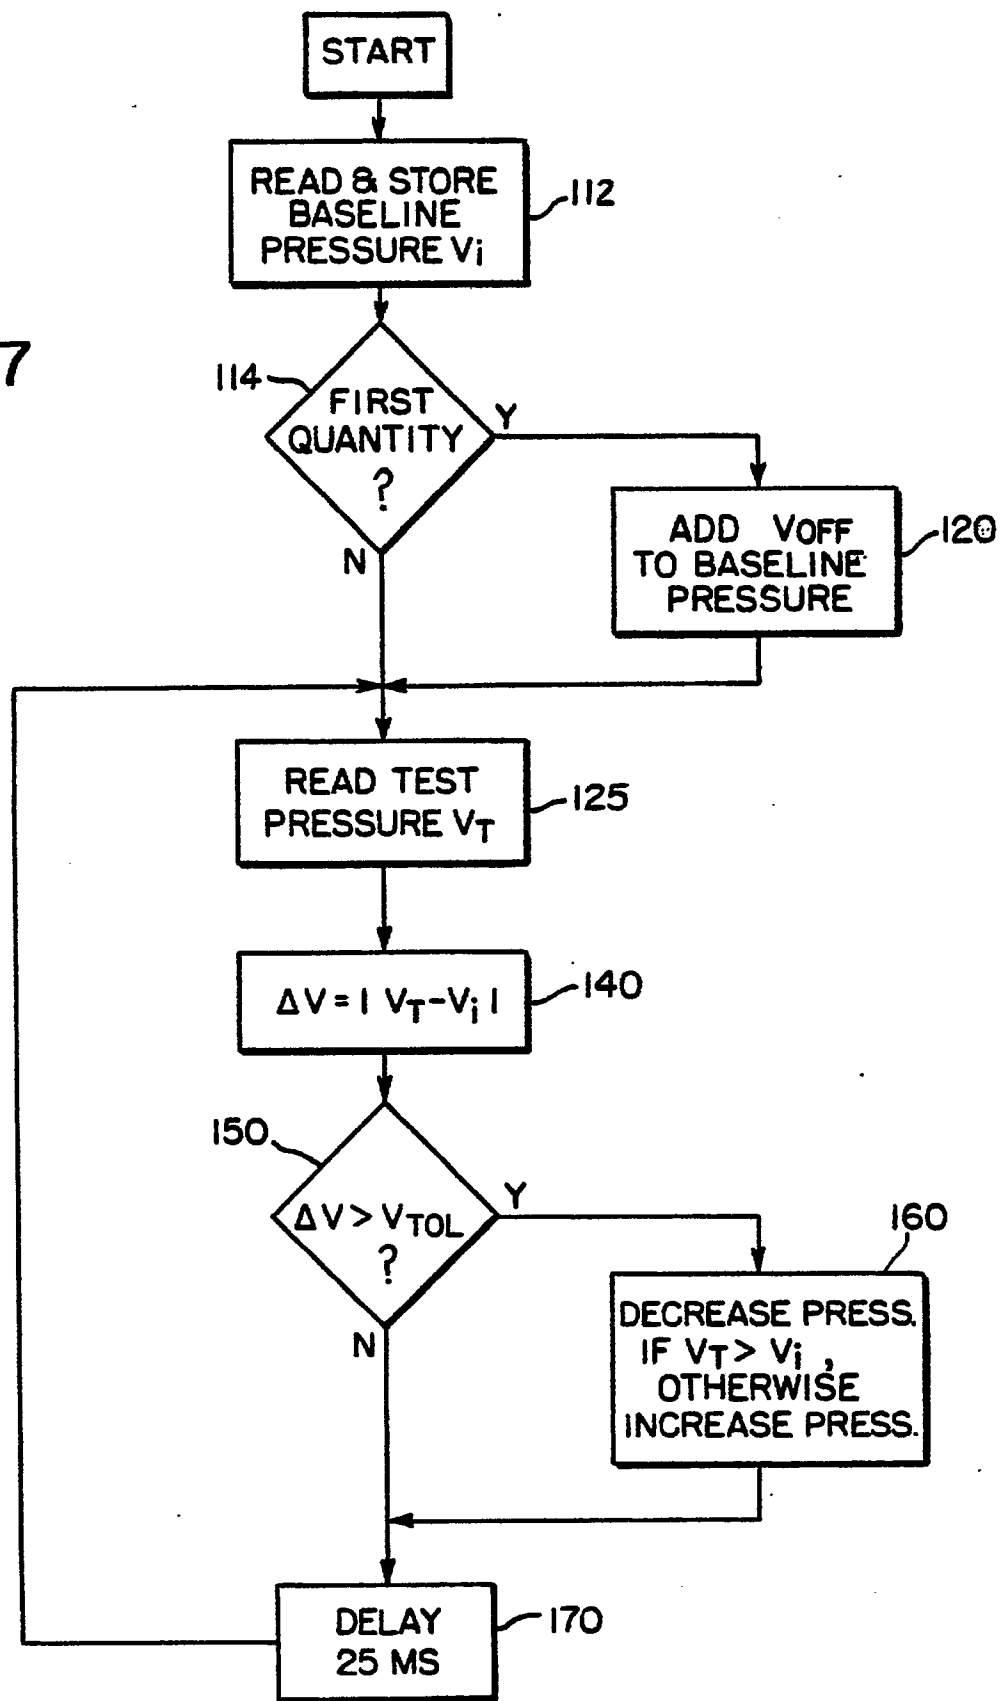 START
READ & STORE
BASELINE
PRESSURE Vi
112
7
114
FIRST
QUANTITY
?
Y
N
ADD VOFF
TO BASELINE
PRESSURE
120
READ TEST
PRESSURE VT
125
ΔV = | VT - Vi |
140
150
ΔV > VTOL
?
Y
N
160
DECREASE PRESS.
IF VT > Vi ,
OTHERWISE
INCREASE PRESS.
DELAY
25 MS
170